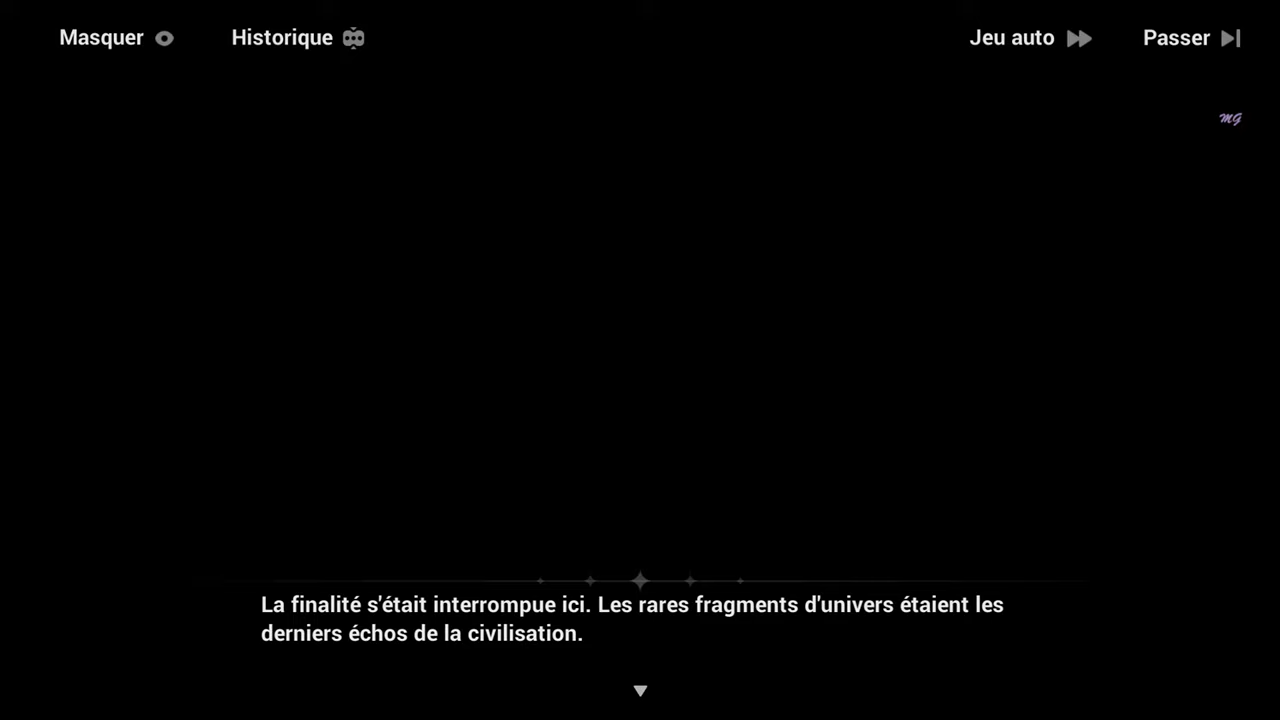 Masquer
Historique
Jeu auto
Passer
MG
La finalité s'était interrompue ici. Les rares fragments d'univers étaient les
derniers échos de la civilisation.